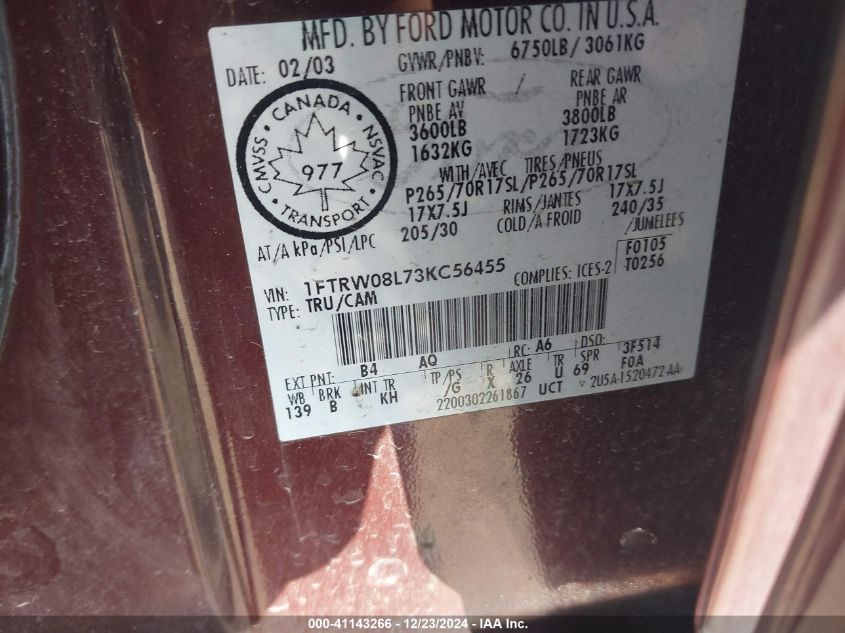 MFD. BY FORD MOTOR CO. IN U.S.A.
DATE: 02/03 GVWR/PNBV: 6750LB/ 3061KG
FRONT GAWR REAR GAWR
PNBE AV PNBE AR
3600LB 3800LB
1632KG 1723KG
WITH/AVEC TIRES/PNEUS
P265/70R17SL/P265/70R17SL
17X7.5J RIMS/JANTES 17X7.5J
AT/A kPa/PSI/LPC 205/30 COLD/A FROID 240/35
/JUMELEES
CANADA
CMVSS NSVAC
977
TRANSPORT
VIN: 1FTRW08L73KC56455 COMPLIES: ICES-2 F0105
TYPE: TRU/CAM T0256
EXT PNT: B4 AQ LRC: A6 DSO: 3F514
WB BRK INT TR TP/PS R AXLE TR SPR F0A
139 B KH /G X 26 U 69
2200302261867 UCT ▽ 2U5A-1520472-AA
000-41143266 - 12/23/2024 - IAA Inc.